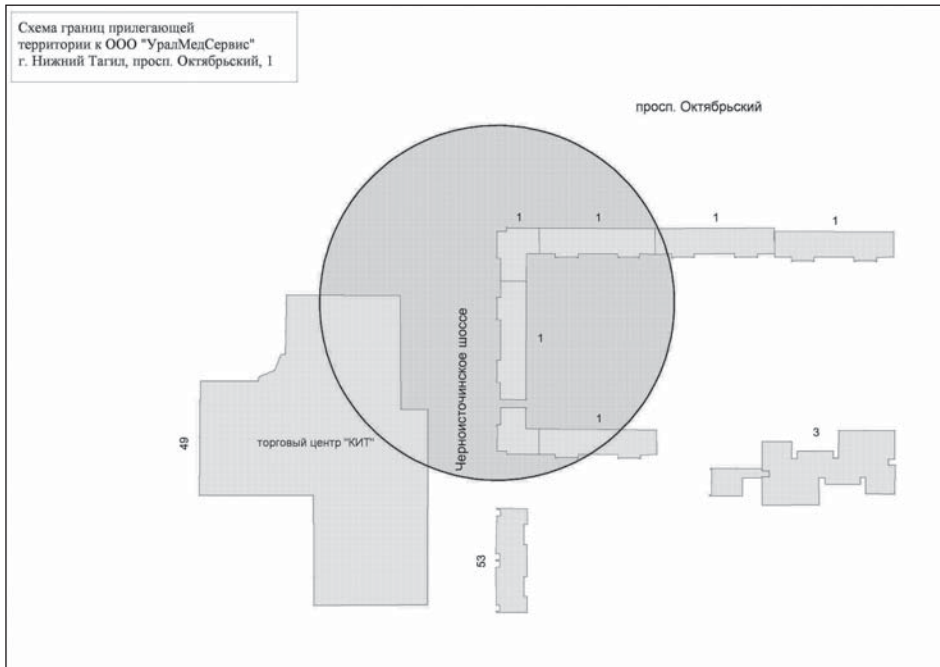 Схема границ прилегающей
территории к ООО "УралМедСервис"
г. Нижний Тагил, просп. Октябрьский, 1
просп. Октябрьский
1
1
1
1
Черноисточинское шоссе
1
1
торговый центр "КИТ"
49
3
53